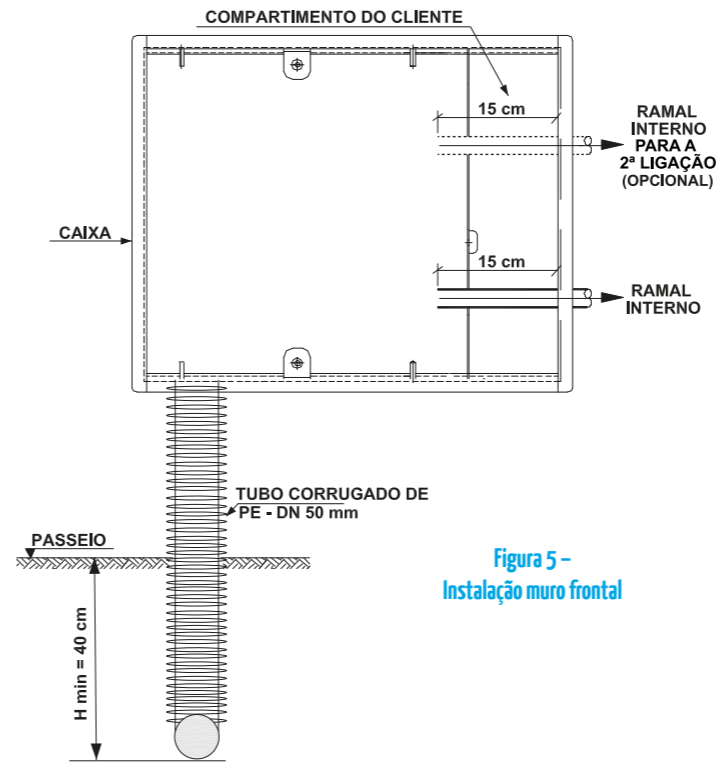 COMPARTIMENTO DO CLIENTE
15 cm
RAMAL
INTERNO
PARA A
2ª LIGAÇÃO
(OPCIONAL)
CAIXA
15 cm
RAMAL
INTERNO
TUBO CORRUGADO DE
PE - DN 50 mm
PASSEIO
H min = 40 cm
Figura 5 –
Instalação muro frontal